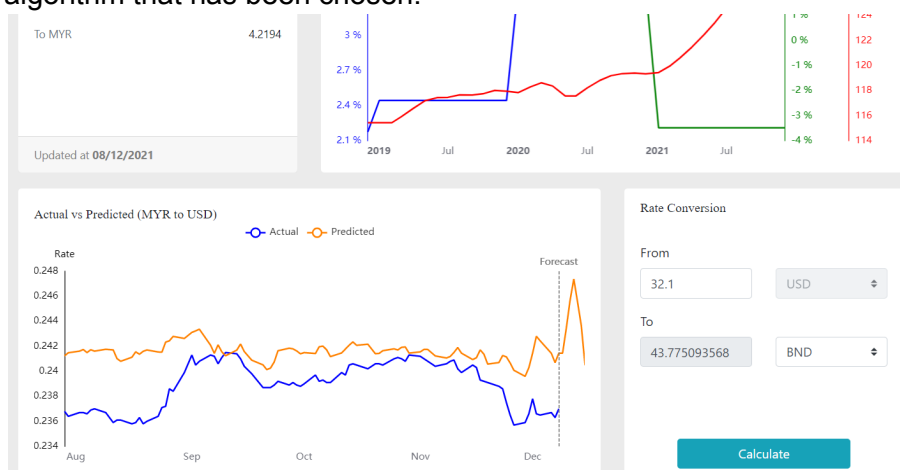 algorithm that has been chosen.
To MYR 4.2194
Updated at 08/12/2021
3 %
2.7 %
2.4 %
2.1 %
2019 Jul 2020 Jul 2021 Jul
0 %
-1 %
-2 %
-3 %
-4 %
124
122
120
118
116
114
Actual vs Predicted (MYR to USD)
Actual Predicted
Rate
Forecast
0.248
0.246
0.244
0.242
0.24
0.238
0.236
0.234
Aug Sep Oct Nov Dec
Rate Conversion
From
32.1 USD
To
43.775093568 BND
Calculate